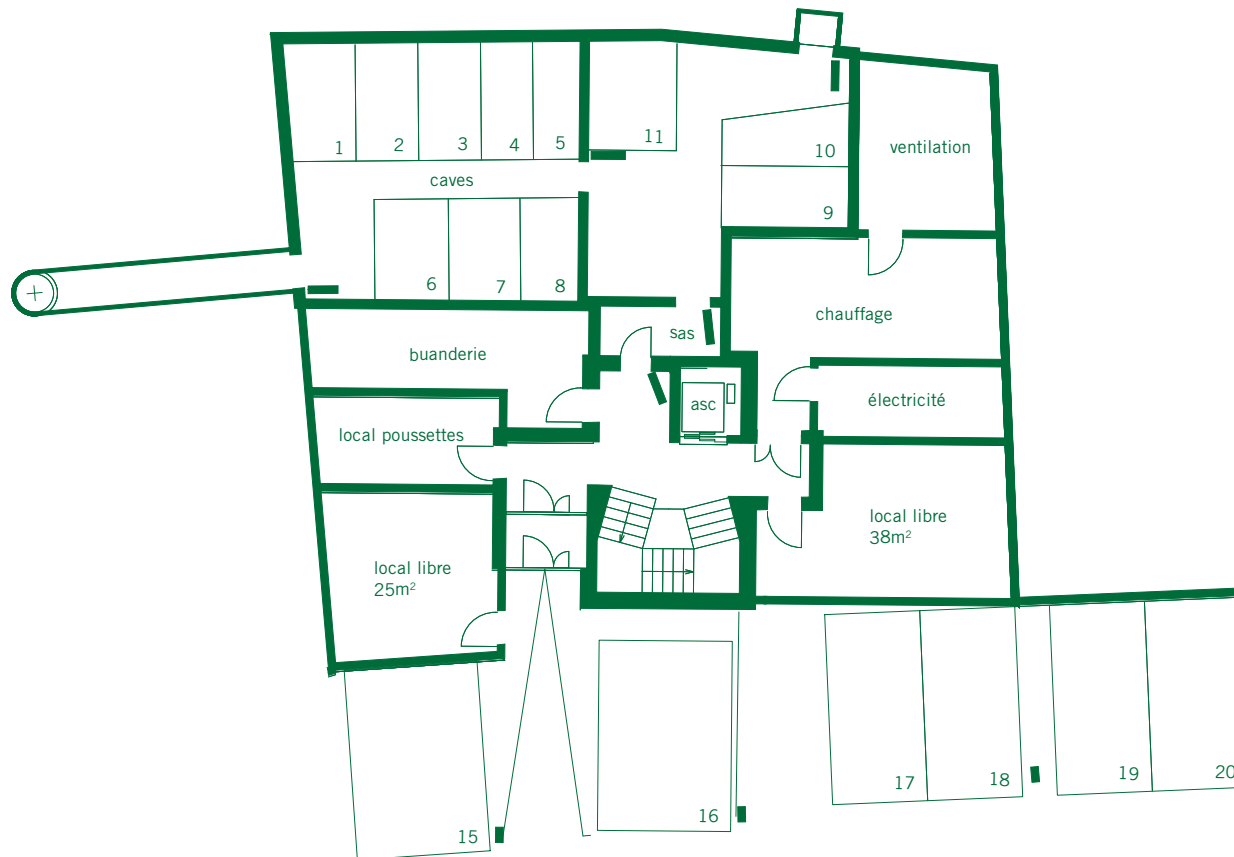 1
2
3
4
5
11
10
ventilation
caves
9
6
7
8
chauffage
sas
buanderie
asc
électricité
local poussettes
local libre
38m²
local libre
25m²
15
16
17
18
19
20